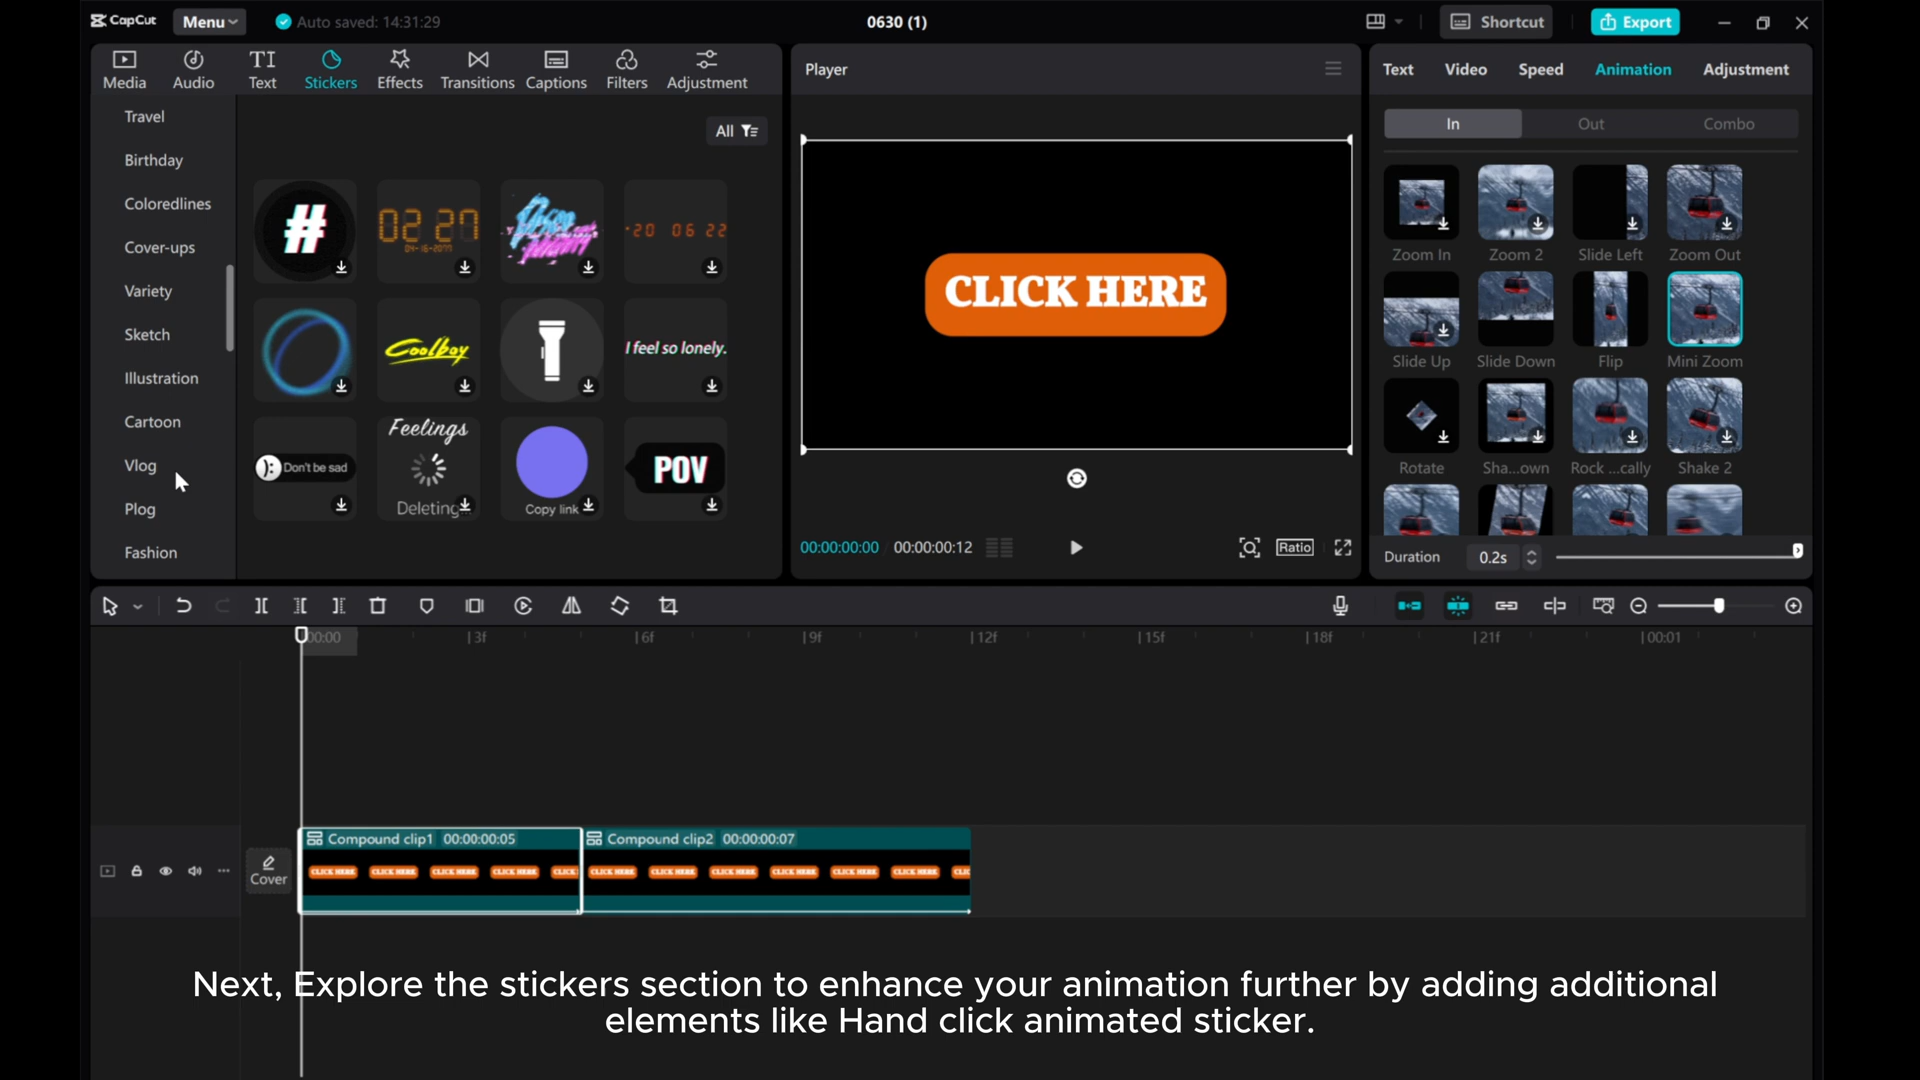 CapCut Menu Auto saved: 14:31:29 0630 (1) Shortcut Export
Media Audio Text Stickers Effects Transitions Captions Filters Adjustment
TI
Travel
Birthday
Coloredlines
Cover-ups
Variety
Sketch
Illustration
Cartoon
Vlog
Plog
Fashion
All
#
02 27
04-16-2077
20 06 22
Coolboy
I feel so lonely.
Don't be sad
Feelings
Deleting...
Copy link
POV
Player
CLICK HERE
00:00:00:00 00:00:00:12 Ratio
Text Video Speed Animation Adjustment
In Out Combo
Zoom In Zoom 2 Slide Left Zoom Out
Slide Up Slide Down Flip Mini Zoom
Rotate Sha...own Rock ...cally Shake 2
Duration 0.2s
00:00 3f 6f 9f 12f 15f 18f 21f 00:01
Compound clip1 00:00:00:05 Compound clip2 00:00:00:07
CLICK HERE CLICK HERE CLICK HERE CLICK HERE CLICK CLICK HERE CLICK HERE CLICK HERE CLICK HERE CLICK HERE CLICK HERE CLIC
Cover
Next, Explore the stickers section to enhance your animation further by adding additional
elements like Hand click animated sticker.